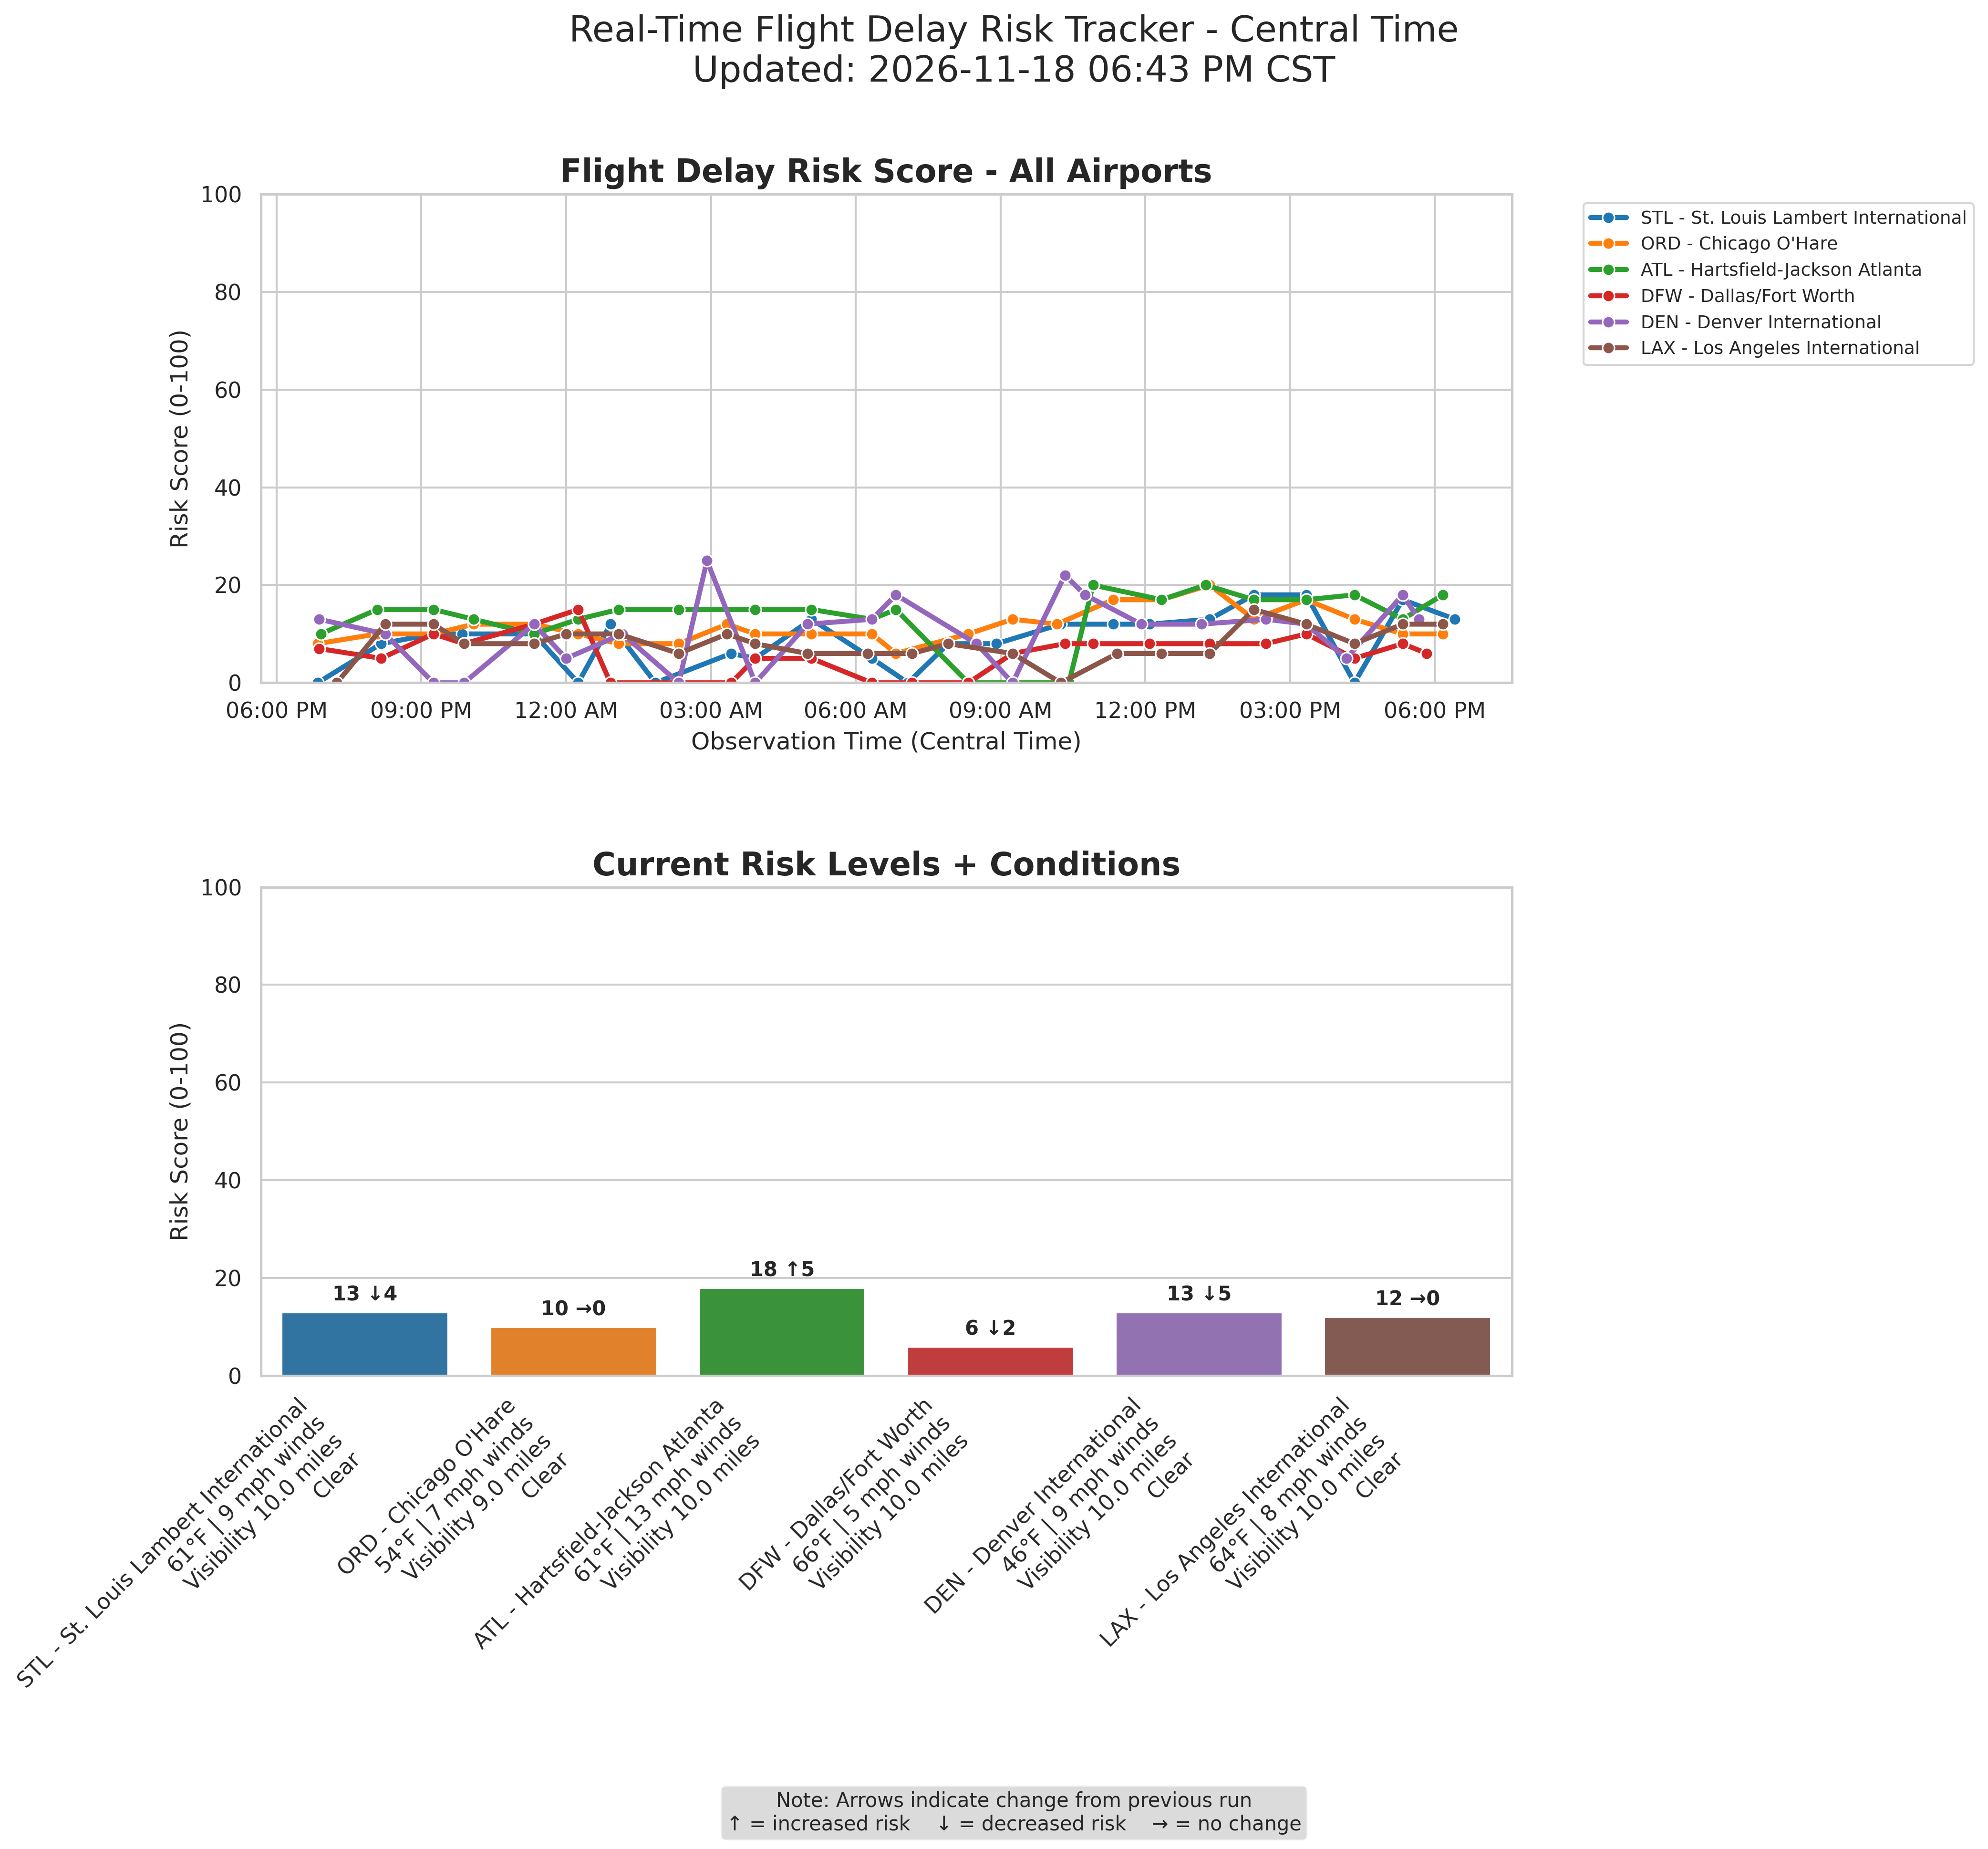 Real-Time Flight Delay Risk Tracker - Central Time
Updated: 2026-11-18 06:43 PM CST
Flight Delay Risk Score - All Airports
Risk Score (0-100)
100
80
60
40
20
0
06:00 PM
09:00 PM
12:00 AM
03:00 AM
06:00 AM
09:00 AM
12:00 PM
03:00 PM
06:00 PM
Observation Time (Central Time)
STL - St. Louis Lambert International
ORD - Chicago O'Hare
ATL - Hartsfield-Jackson Atlanta
DFW - Dallas/Fort Worth
DEN - Denver International
LAX - Los Angeles International
Current Risk Levels + Conditions
Risk Score (0-100)
100
80
60
40
20
0
13 ↓4
10 →0
18 ↑5
6 ↓2
13 ↓5
12 →0
STL - St. Louis Lambert International
61°F | 9 mph winds
Visibility 10.0 miles
Clear
ORD - Chicago O'Hare
54°F | 7 mph winds
Visibility 9.0 miles
Clear
ATL - Hartsfield-Jackson Atlanta
61°F | 13 mph winds
Visibility 10.0 miles
DFW - Dallas/Fort Worth
66°F | 5 mph winds
Visibility 10.0 miles
DEN - Denver International
46°F | 9 mph winds
Visibility 10.0 miles
Clear
LAX - Los Angeles International
64°F | 8 mph winds
Visibility 10.0 miles
Clear
Note: Arrows indicate change from previous run
↑ = increased risk ↓ = decreased risk → = no change